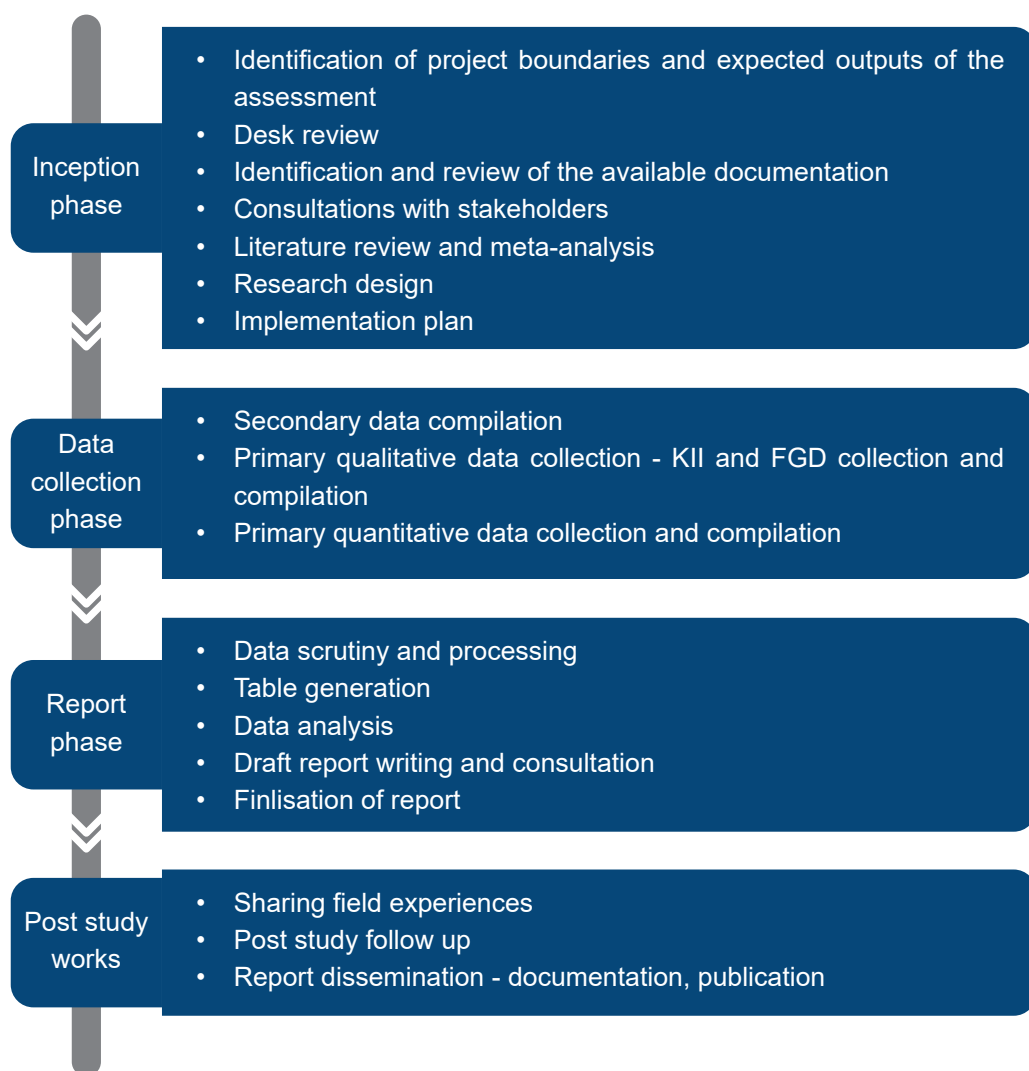 Inception
phase
• Identification of project boundaries and expected outputs of the
assessment
• Desk review
• Identification and review of the available documentation
• Consultations with stakeholders
• Literature review and meta-analysis
• Research design
• Implementation plan
Data
collection
phase
• Secondary data compilation
• Primary qualitative data collection - KII and FGD collection and
compilation
• Primary quantitative data collection and compilation
Report
phase
• Data scrutiny and processing
• Table generation
• Data analysis
• Draft report writing and consultation
• Finlisation of report
Post study
works
• Sharing field experiences
• Post study follow up
• Report dissemination - documentation, publication